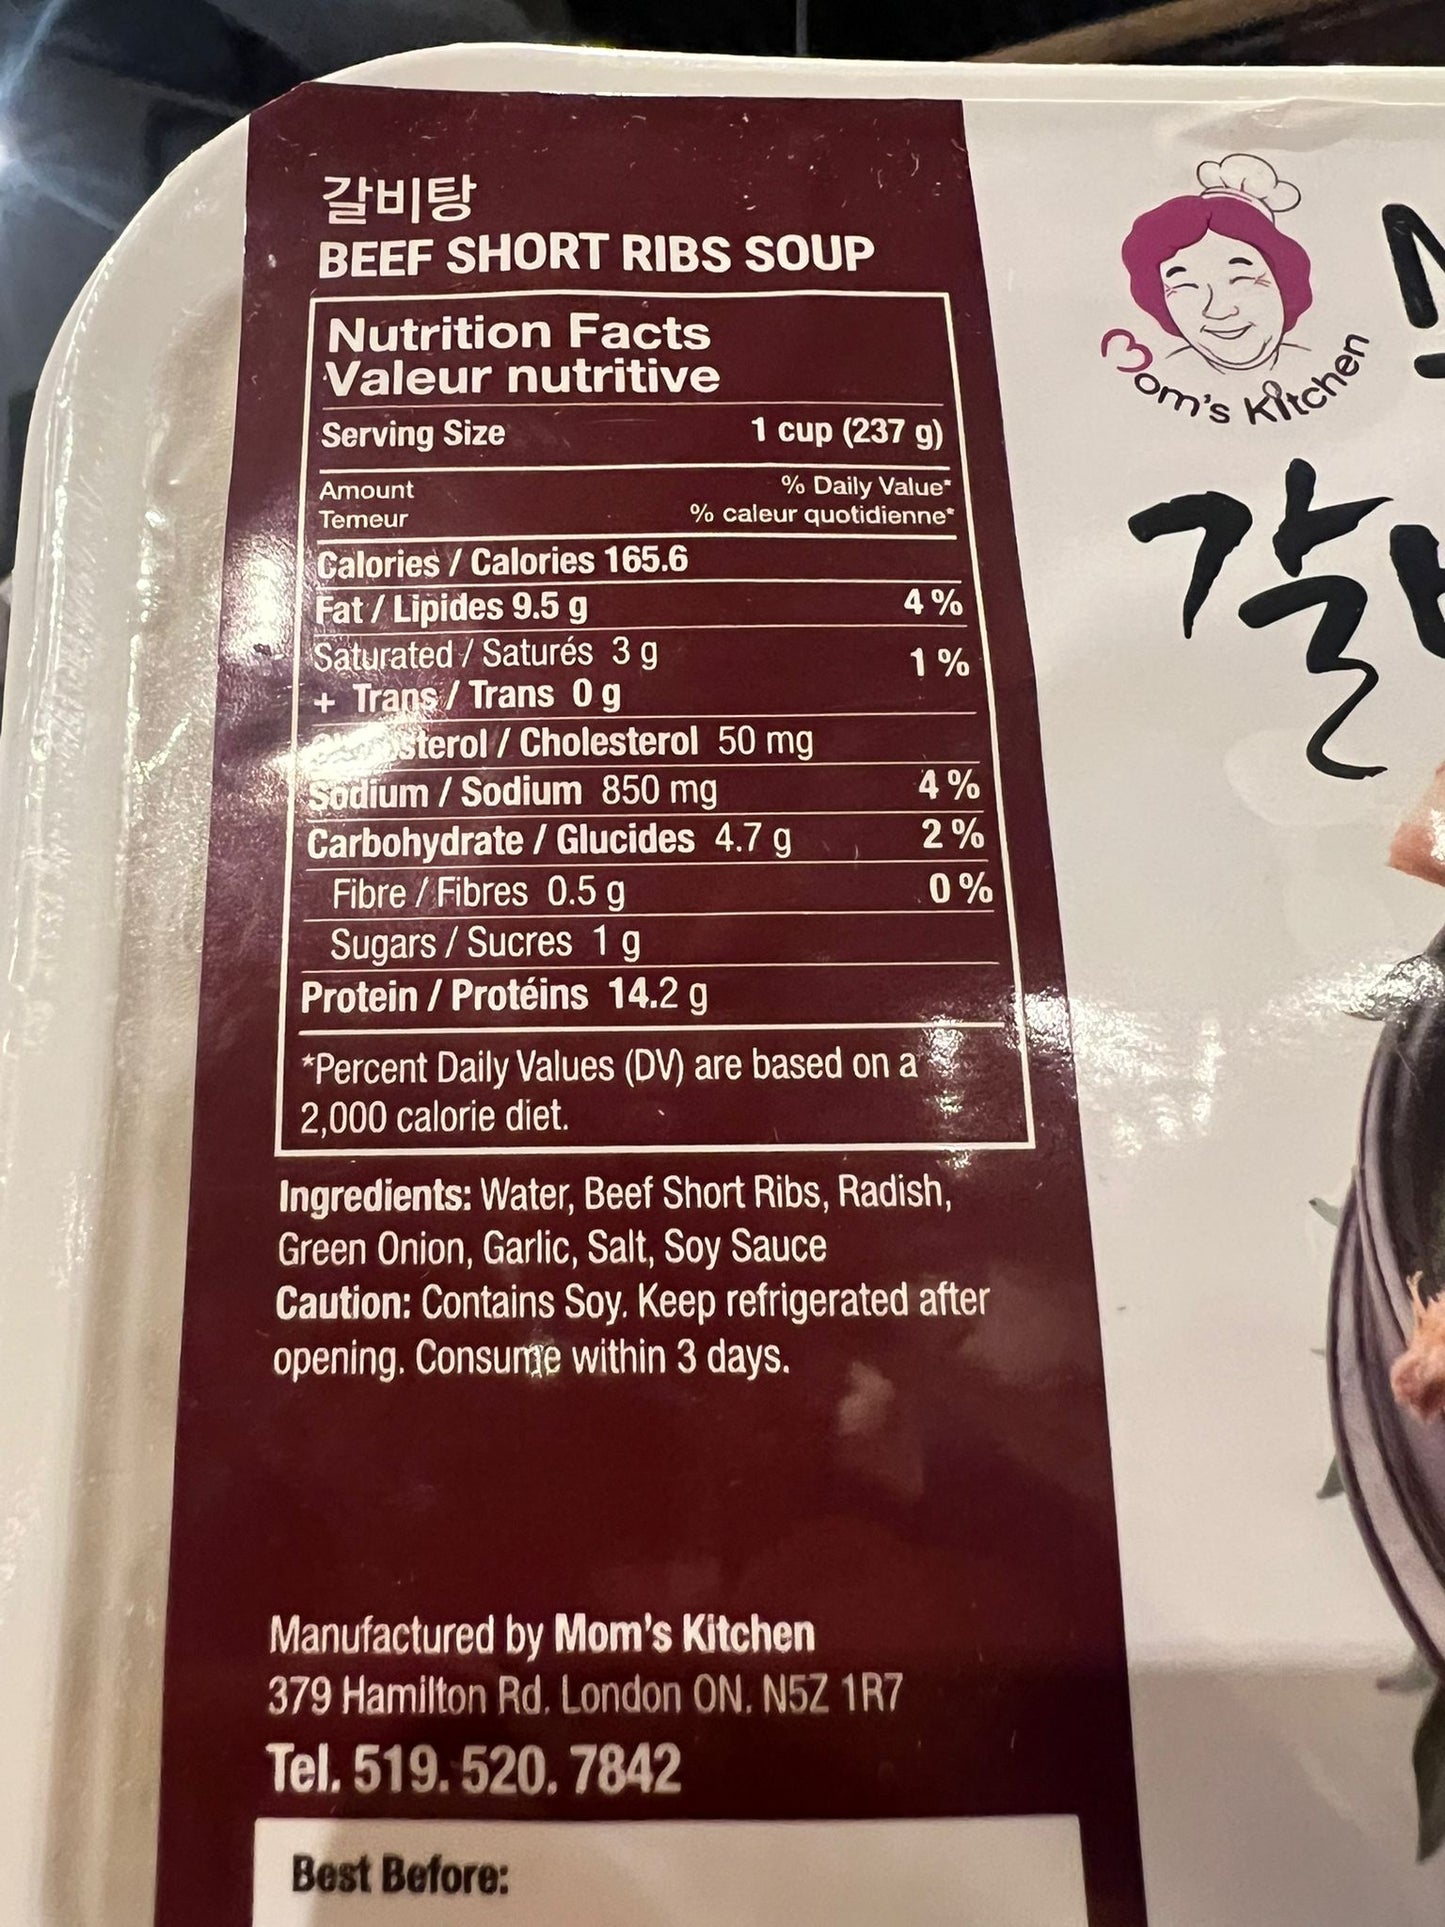 갈비탕
BEEF SHORT RIBS SOUP
Nutrition Facts
Valeur nutritive
Serving Size 1 cup (237 g)
Amount % Daily Value*
Temeur % caleur quotidienne*
Calories / Calories 165.6
Fat / Lipides 9.5 g 4 %
Saturated / Saturés 3 g 1 %
+ Trans / Trans 0 g
/ Cholesterol 50 mg
Sodium / Sodium 850 mg 4 %
Carbohydrate / Glucides 4.7 g 2 %
Fibre / Fibres 0.5 g 0 %
Sugars / Sucres 1 g
Protein / Protéins 14.2 g
*Percent Daily Values (DV) are based on a
2,000 calorie diet.
Ingredients: Water, Beef Short Ribs, Radish,
Green Onion, Garlic, Salt, Soy Sauce
Caution: Contains Soy. Keep refrigerated after
opening. Consume within 3 days.
Manufactured by Mom's Kitchen
379 Hamilton Rd. London ON. N5Z 1R7
Tel. 519. 520. 7842
Best Before:
Mom's Kitchen
갈